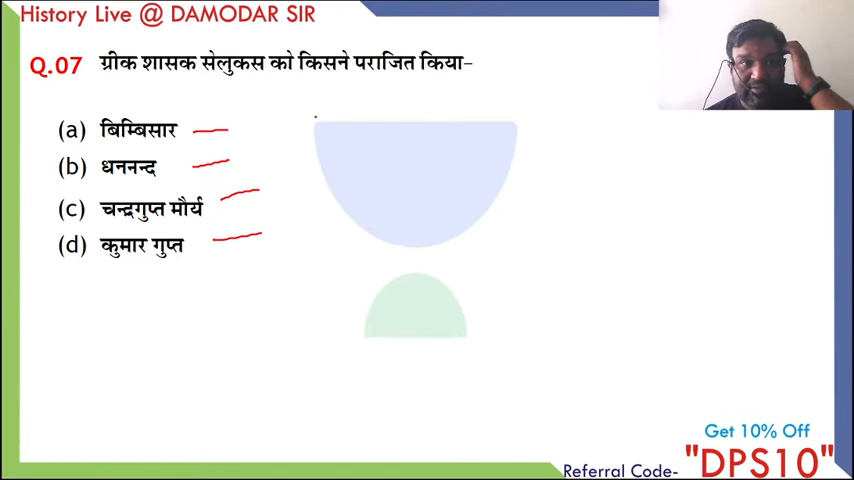 History Live @ DAMODAR SIR
Q.07 ग्रीक शासक सेलुकस को किसने पराजित किया-
(a) बिम्बिसार
(b) धननन्द
(c) चन्द्रगुप्त मौर्य
(d) कुमार गुप्त
Get 10% Off
Referral Code- "DPS10"